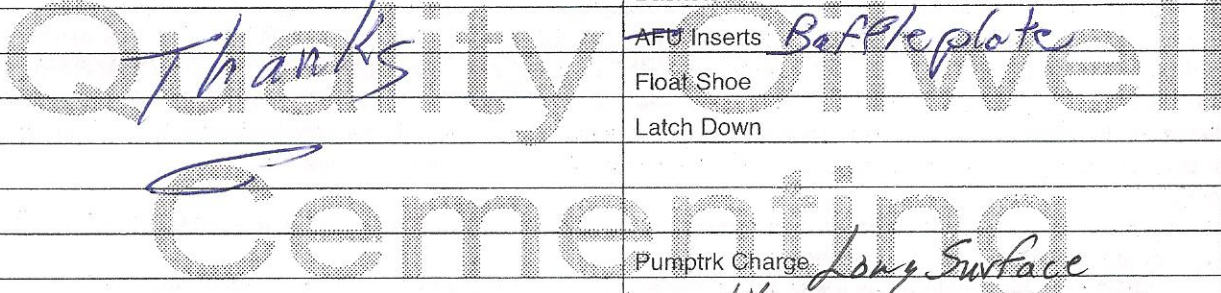 Thanks
AFU Inserts Baffleplate
Float Shoe
Latch Down
Quality Oilwell
Cementing
Pumptrk Charge Long Surface